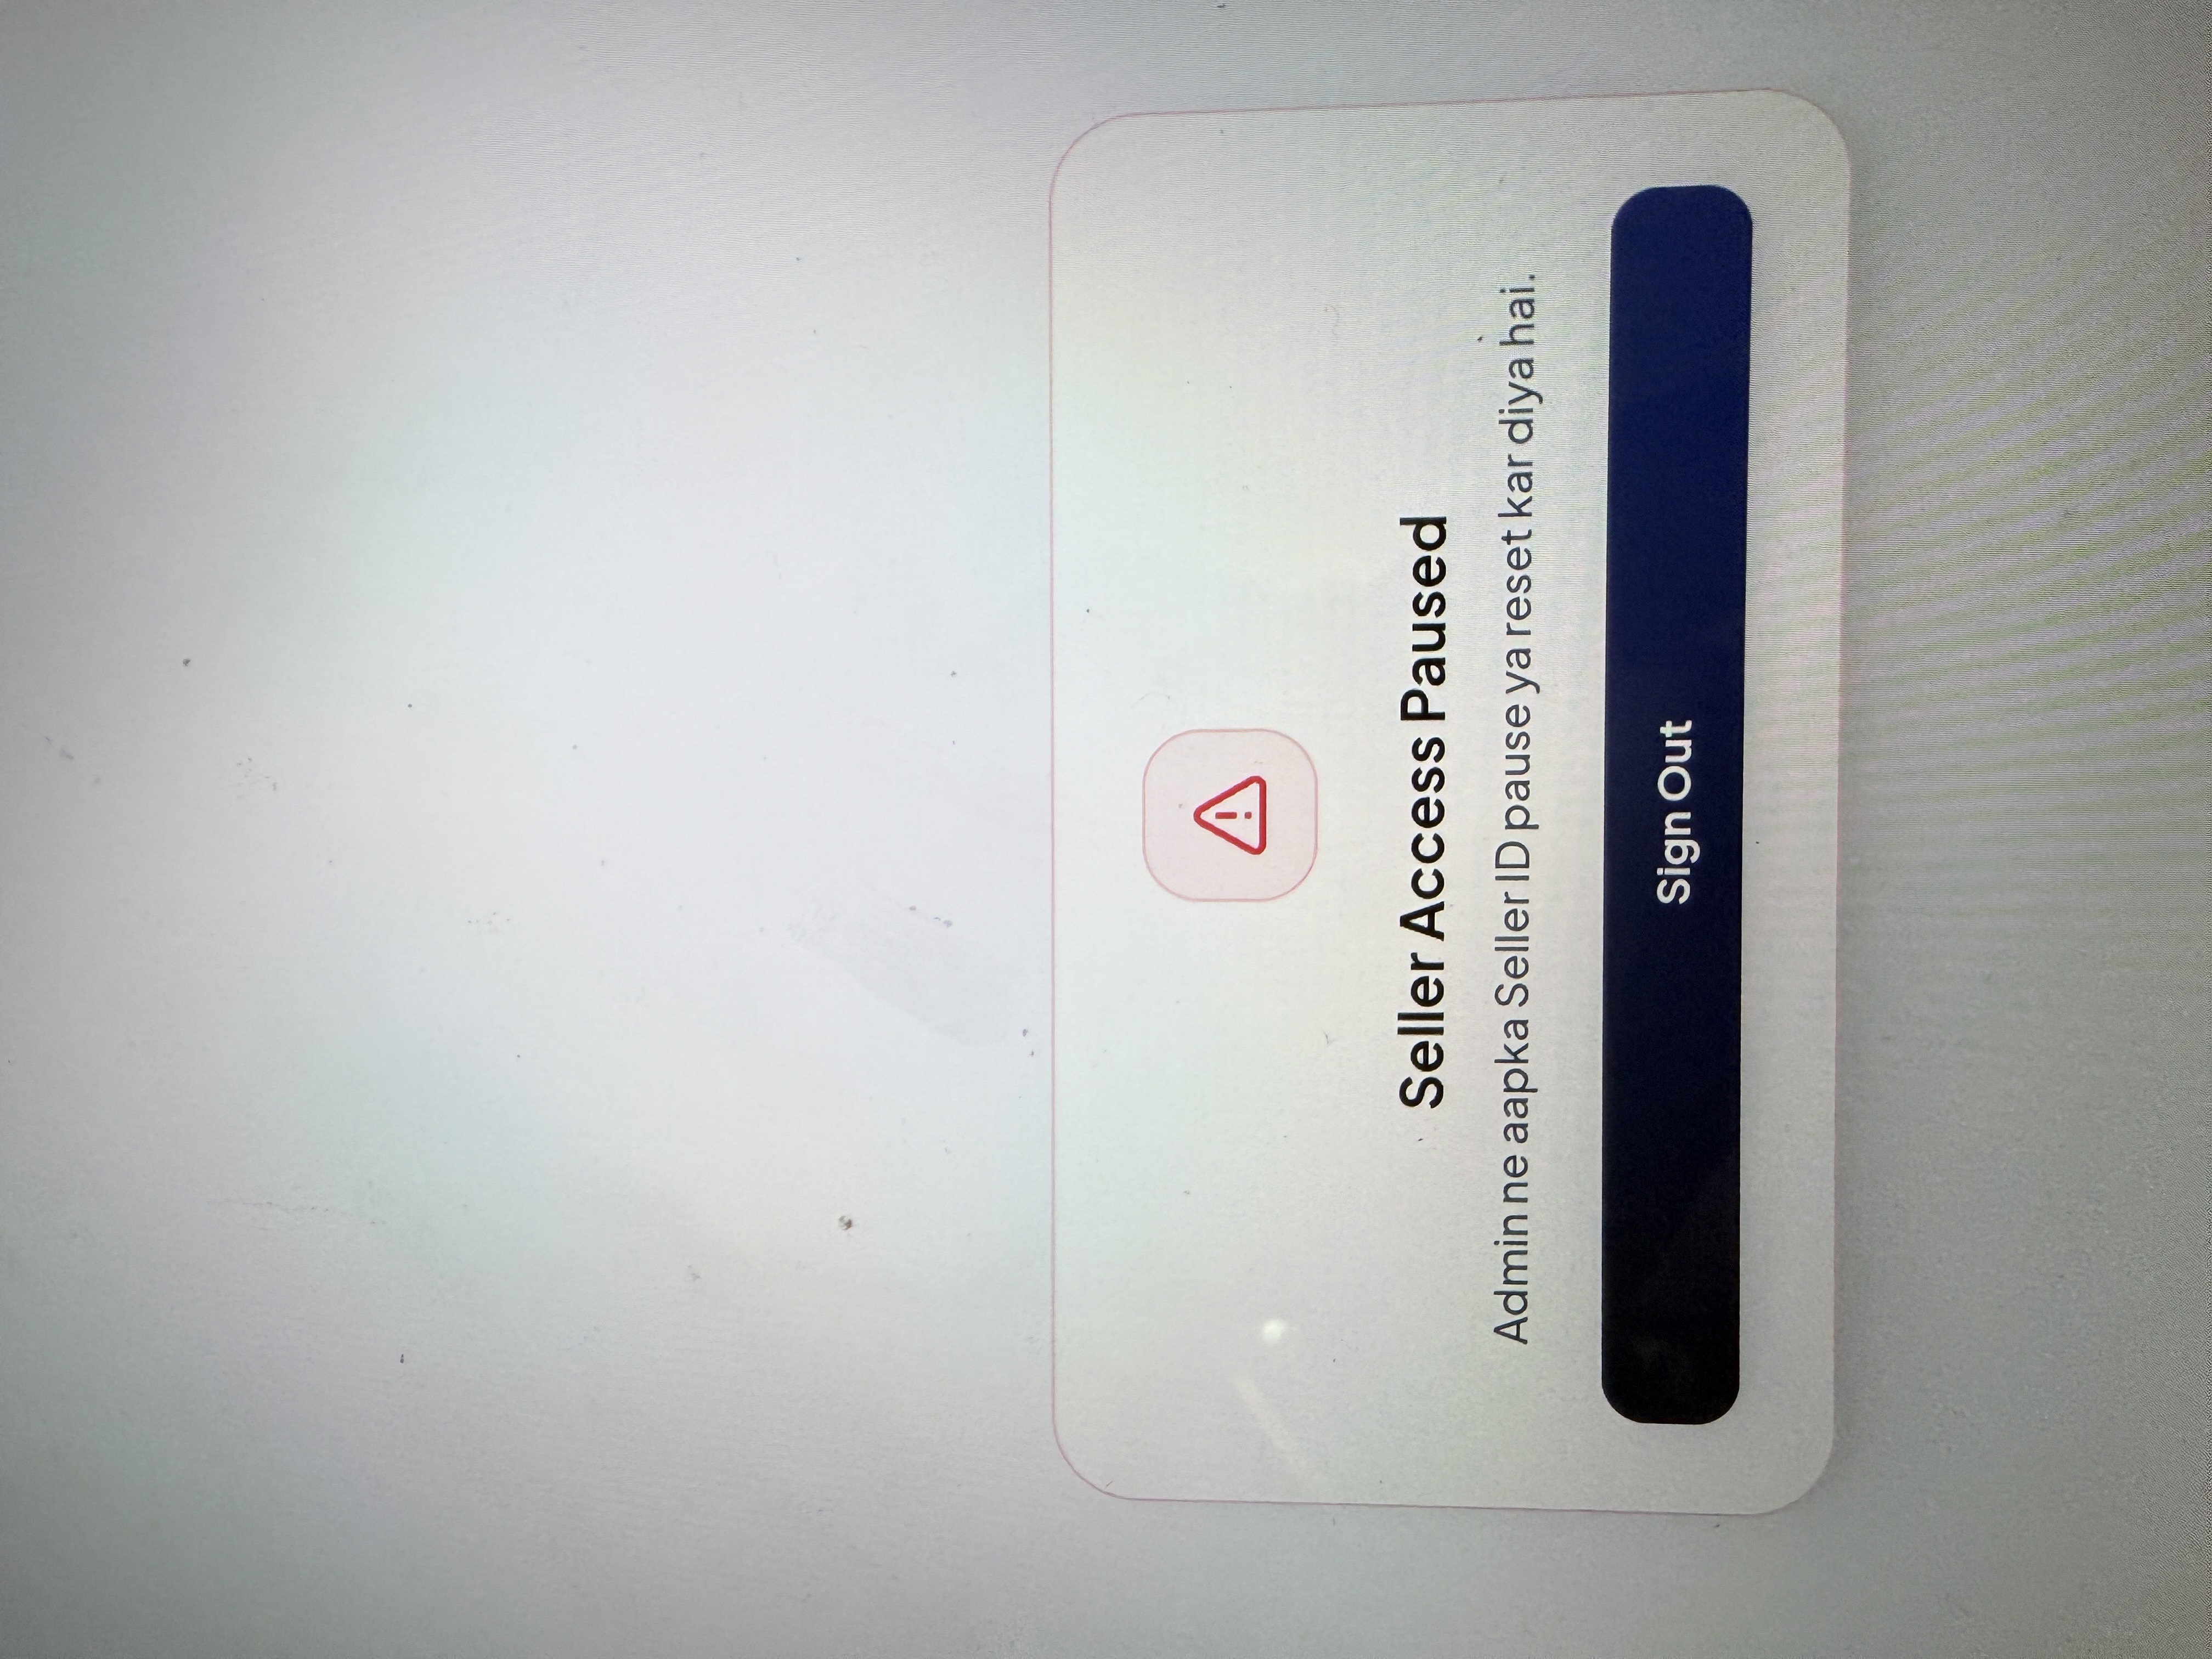 Seller Access Paused
Admin ne aapka Seller ID pause ya reset kar diya hai.
Sign Out